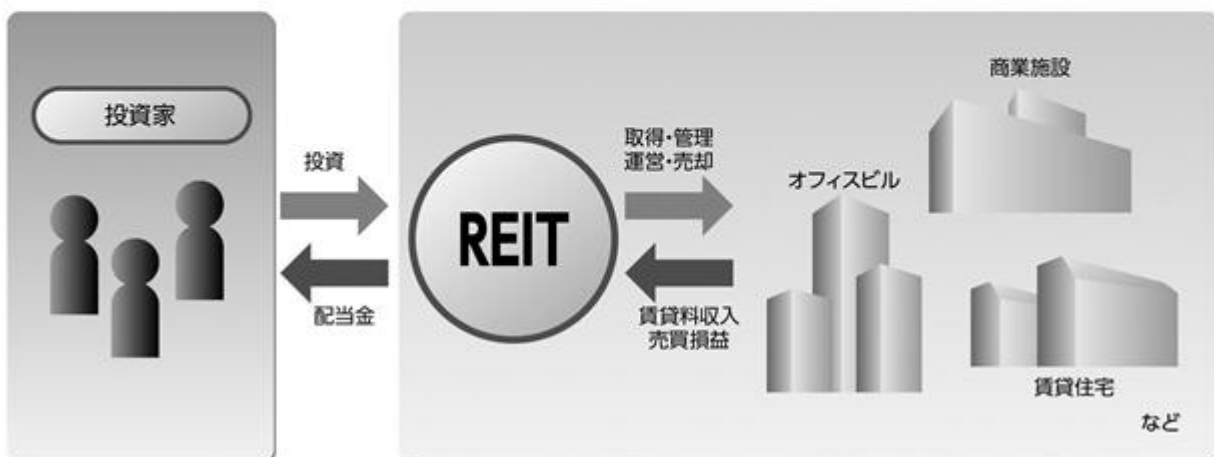 投資家
投資
配当金
REIT
取得・管理
運営・売却
賃貸料収入
売買損益
商業施設
オフィスビル
賃貸住宅
など